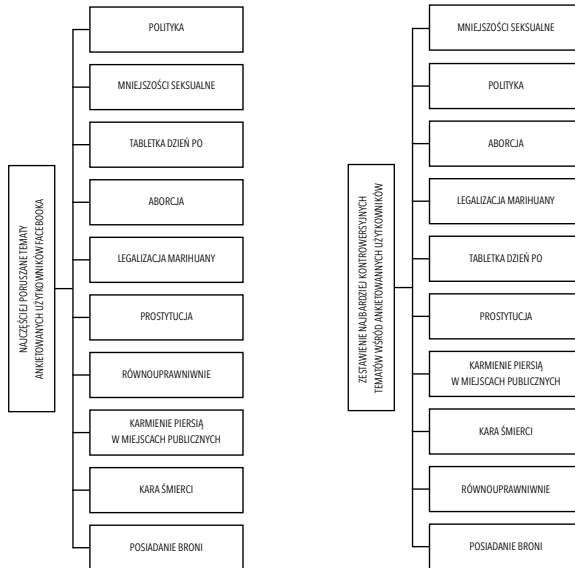 NAJCZĘŚCIEJ PORUSZANE TEMATY
ANKIETOWANYCH UŻYTKOWNIKÓW FACEBOOKA
POLITYKA
MNIEJSZOŚCI SEKSUALNE
TABLETKA DZIEŃ PO
ABORCJA
LEGALIZACJA MARIHUANY
PROSTYTUCJA
RÓWNOUPRAWNIWNIE
KARMIENIE PIERSIĄ
W MIEJSCACH PUBLICZNYCH
KARA ŚMIERCI
POSIADANIE BRONI
ZESTAWIENIE NAJBARDZIEJ KONTROWERSYJNYCH
TEMATÓW WŚRÓD ANKIETOWANNYCH UŻYTKOWNIKÓW
MNIEJSZOŚCI SEKSUALNE
POLITYKA
ABORCJA
LEGALIZACJA MARIHUANY
TABLETKA DZIEŃ PO
PROSTYTUCJA
KARMIENIE PIERSIĄ
W MIEJSCACH PUBLICZNYCH
KARA ŚMIERCI
RÓWNOUPRAWNIWNIE
POSIADANIE BRONI